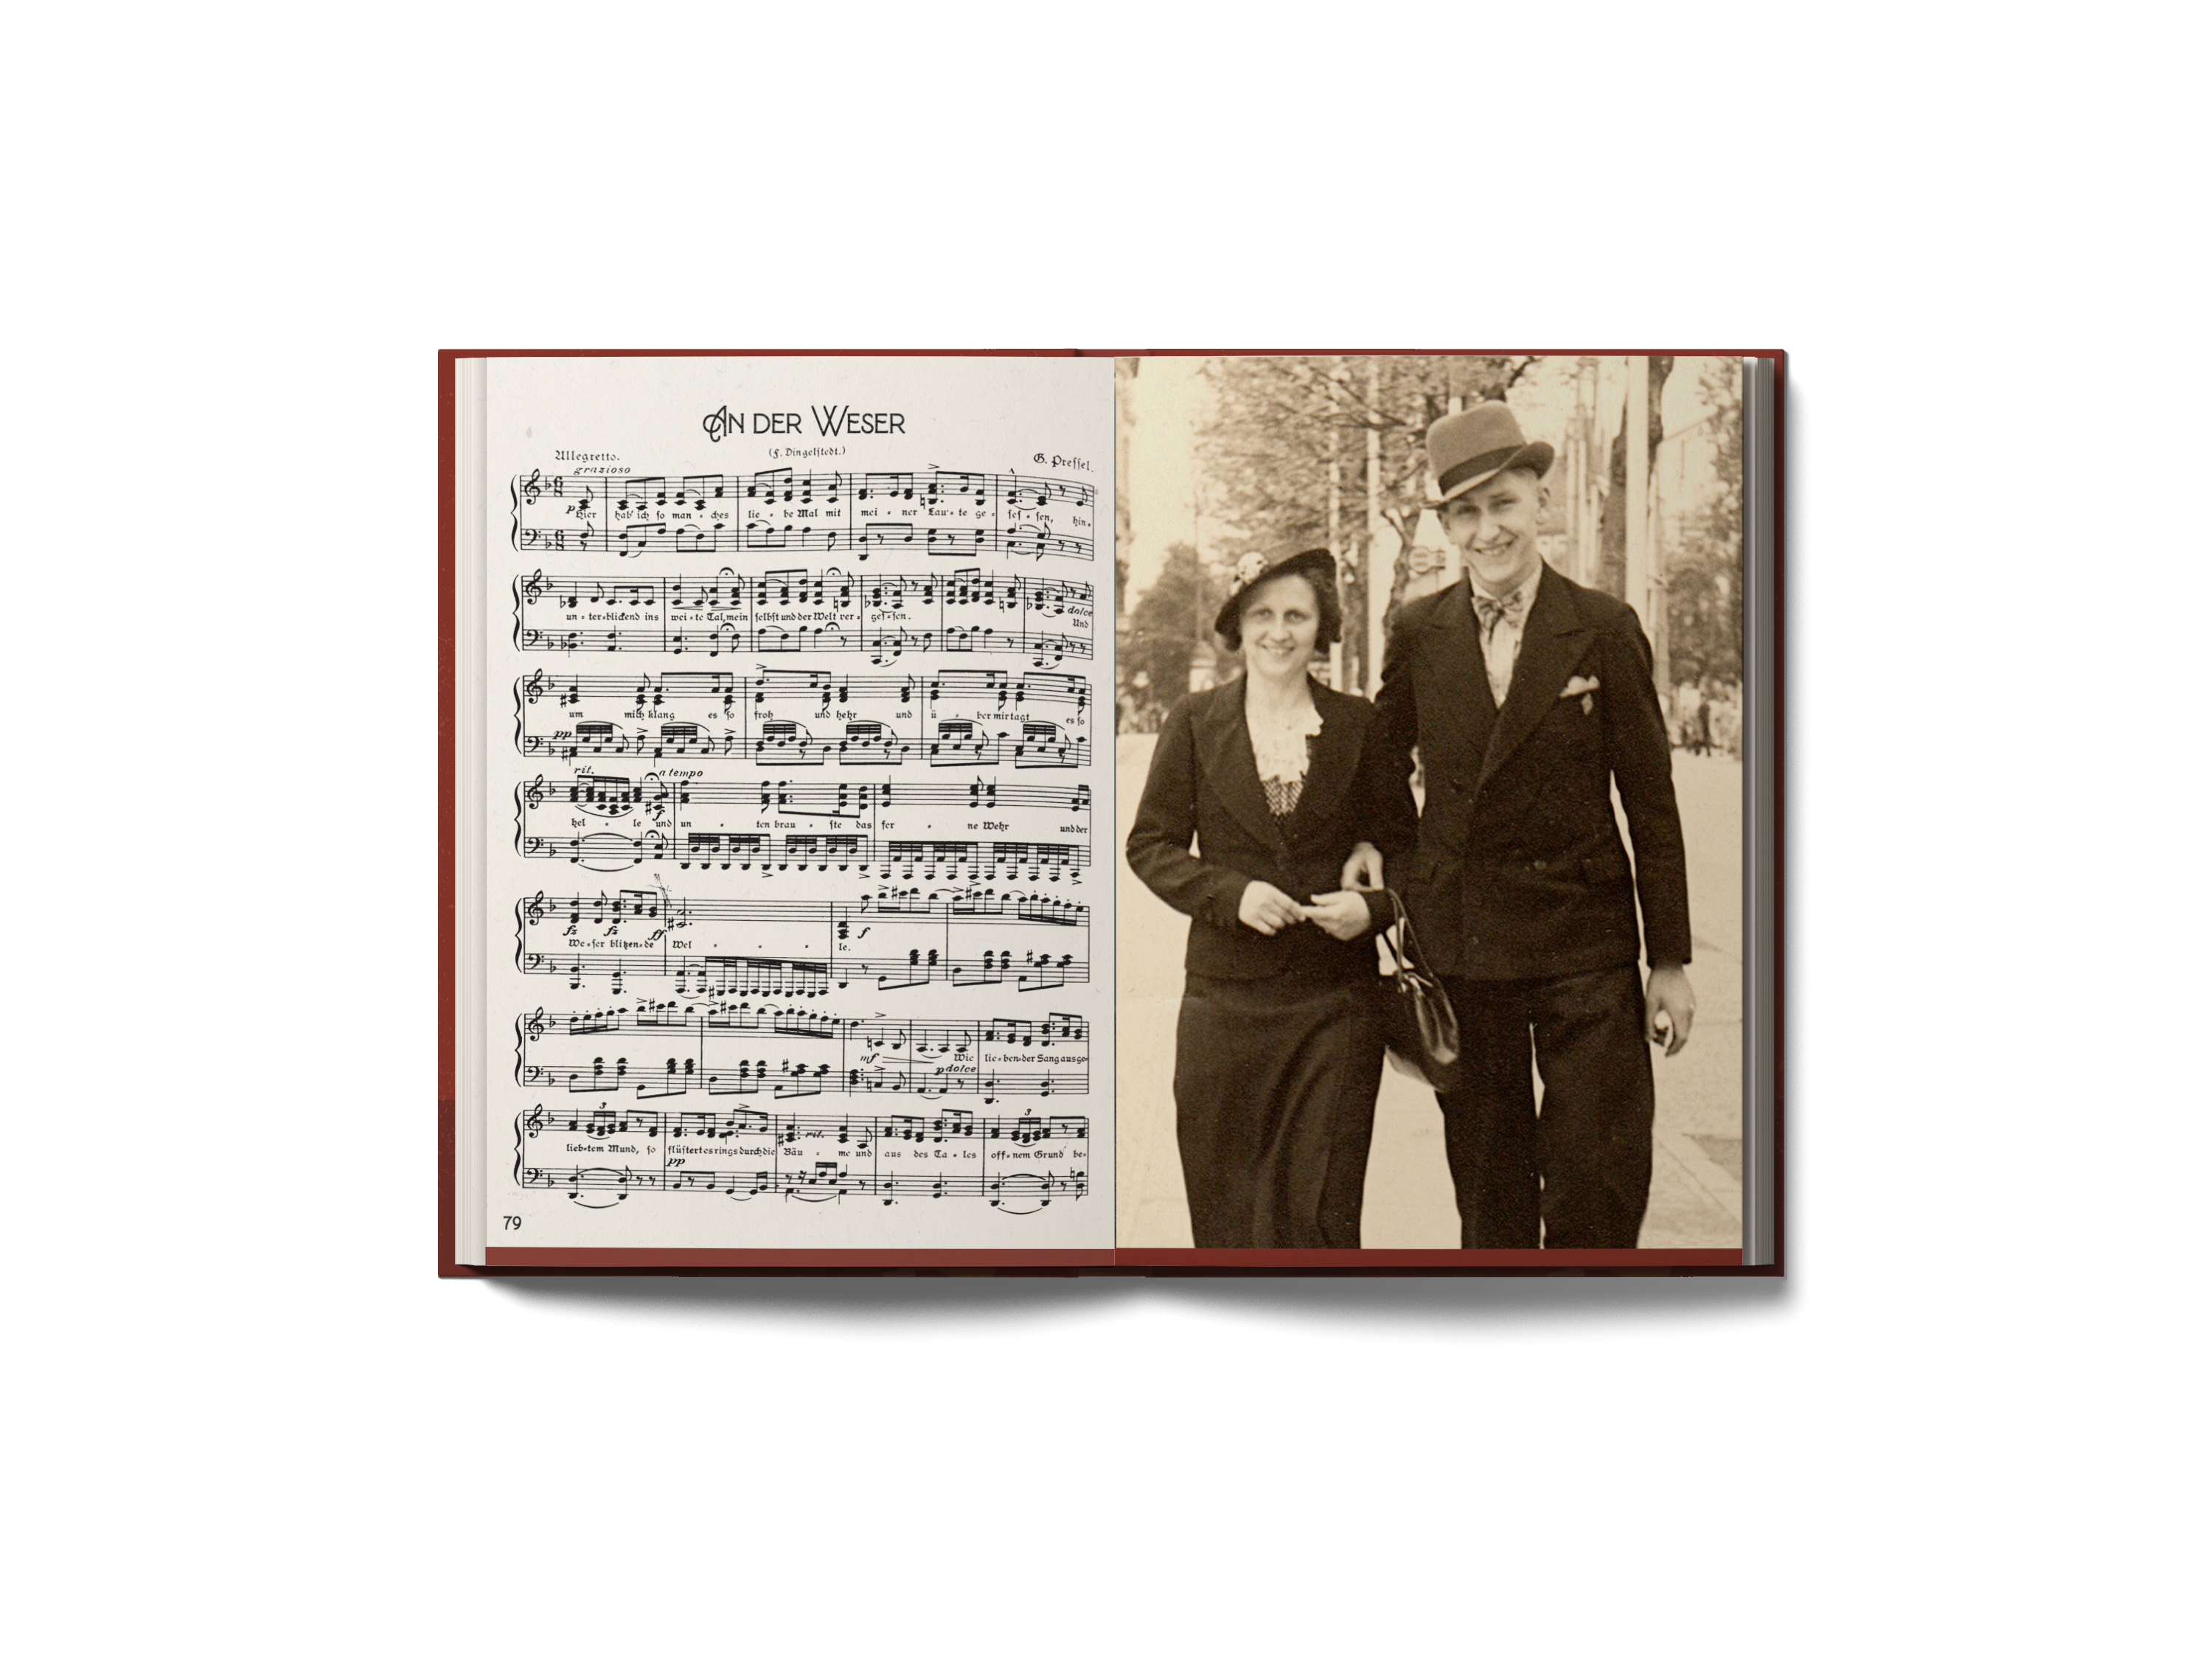 An der Weser
(F. Dingelstedt.)
Allegretto.
G. Pressel.
grazioso
p
Hier hab' ich so man - ches lie - be Mal mit mei - ner Lau - te ge - ses - sen, hin -
un - ter-blickend ins wei - te Tal, mein selbst und der Welt ver - ges - sen.
dolce
Und
um mich klang es so froh und hehr und ü - ber mir tagt es so
pp
rit. a tempo
f
hel - le und un - ten brau - ste das fer - ne Wehr und der
fz fz ff f
We - ser blitzen - de Wel - - - le.
mf
Wie lie - ben - der Sang aus ge -
p dolce
3 rit. 3
lieb - tem Mund, so flüstert es rings durch die Bäu - me und aus des Ta - les off - nem Grund be -
pp
79